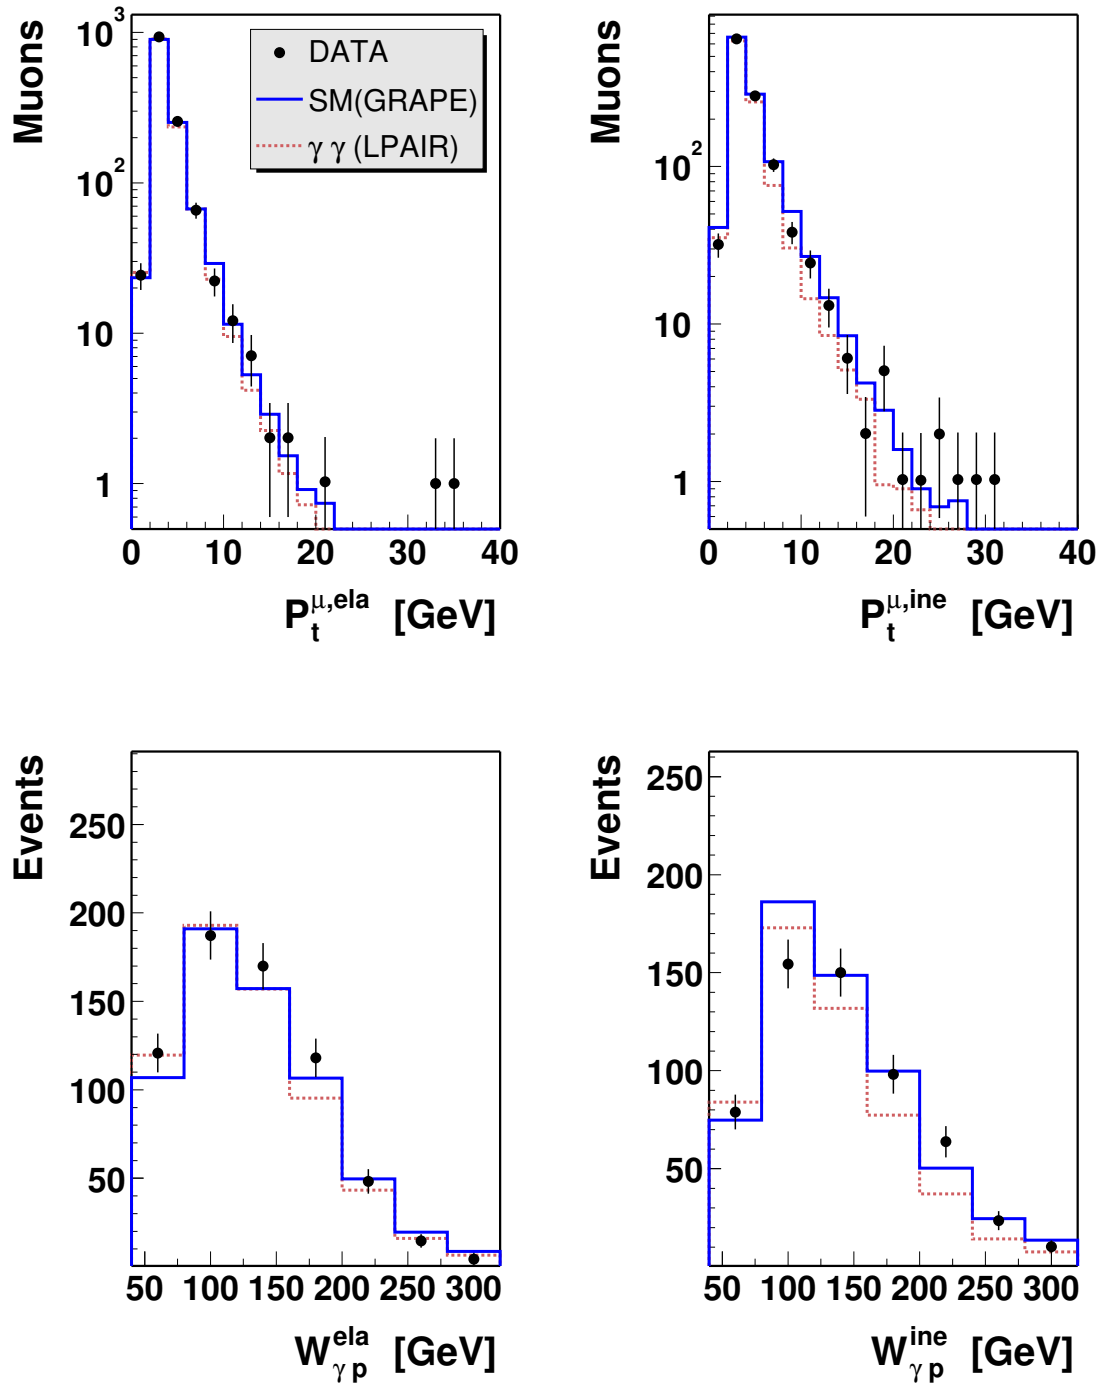 Muons
10^3
10^2
10
1
DATA
SM(GRAPE)
γ γ (LPAIR)
0 10 20 30 40
P_t^{μ,ela} [GeV]
Muons
10^2
10
1
0 10 20 30 40
P_t^{μ,ine} [GeV]
Events
250
200
150
100
50
50 100 150 200 250 300
W_{γ p}^{ela} [GeV]
Events
250
200
150
100
50
50 100 150 200 250 300
W_{γ p}^{ine} [GeV]